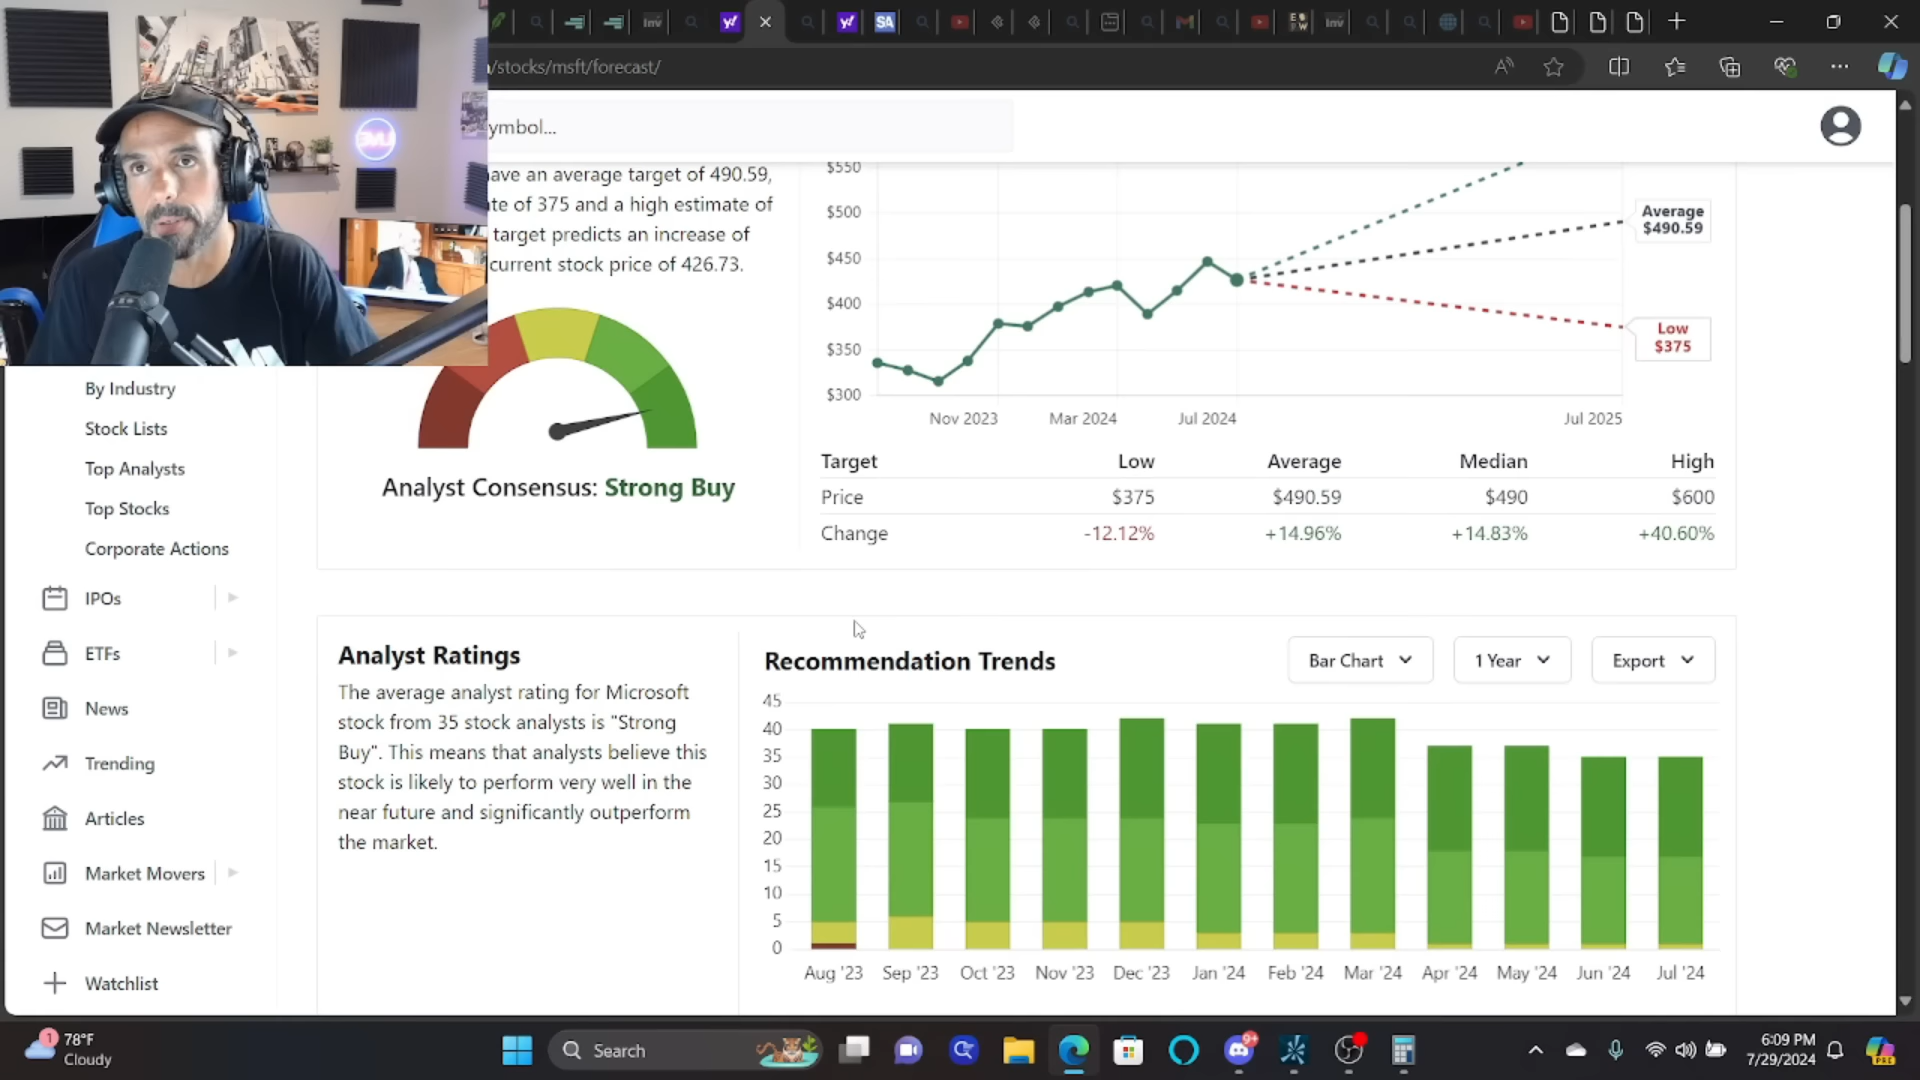 /stocks/msft/forecast/
ymbol...
ave an average target of 490.59,
te of 375 and a high estimate of
target predicts an increase of
current stock price of 426.73.
Analyst Consensus: Strong Buy
$550
$500
$450
$400
$350
$300
Nov 2023
Mar 2024
Jul 2024
Jul 2025
Average
$490.59
Low
$375
Target Low Average Median High
Price $375 $490.59 $490 $600
Change -12.12% +14.96% +14.83% +40.60%
By Industry
Stock Lists
Top Analysts
Top Stocks
Corporate Actions
IPOs
ETFs
News
Trending
Articles
Market Movers
Market Newsletter
Watchlist
Analyst Ratings
The average analyst rating for Microsoft
stock from 35 stock analysts is "Strong
Buy". This means that analysts believe this
stock is likely to perform very well in the
near future and significantly outperform
the market.
Recommendation Trends
Bar Chart
1 Year
Export
45
40
35
30
25
20
15
10
5
0
Aug '23 Sep '23 Oct '23 Nov '23 Dec '23 Jan '24 Feb '24 Mar '24 Apr '24 May '24 Jun '24 Jul '24
1
78°F
Cloudy
Search
9+
6:09 PM
7/29/2024
PRE
y!
y!
SA
Inv
Inv